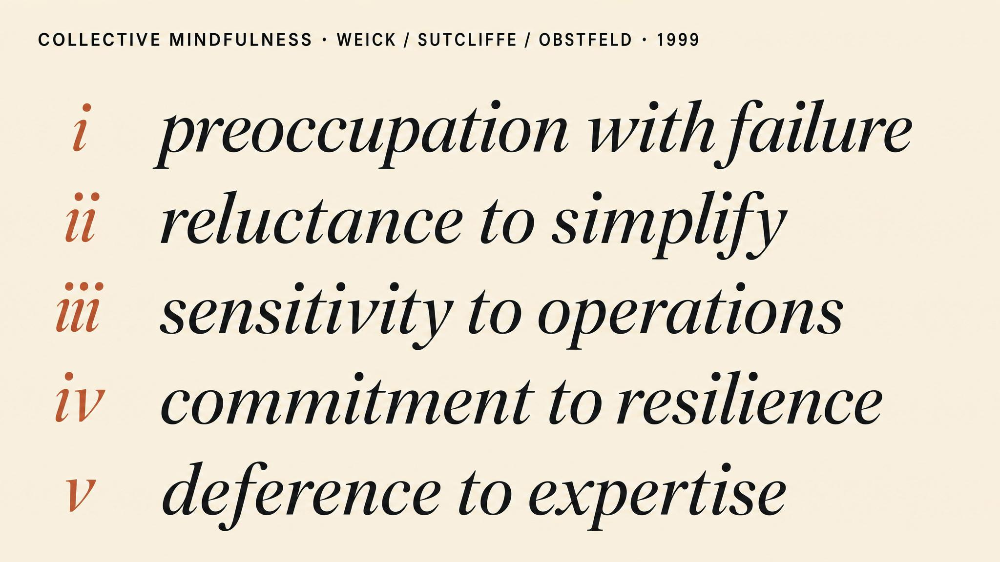 COLLECTIVE MINDFULNESS · WEICK / SUTCLIFFE / OBSTFELD · 1999
i preoccupation with failure
ii reluctance to simplify
iii sensitivity to operations
iv commitment to resilience
v deference to expertise